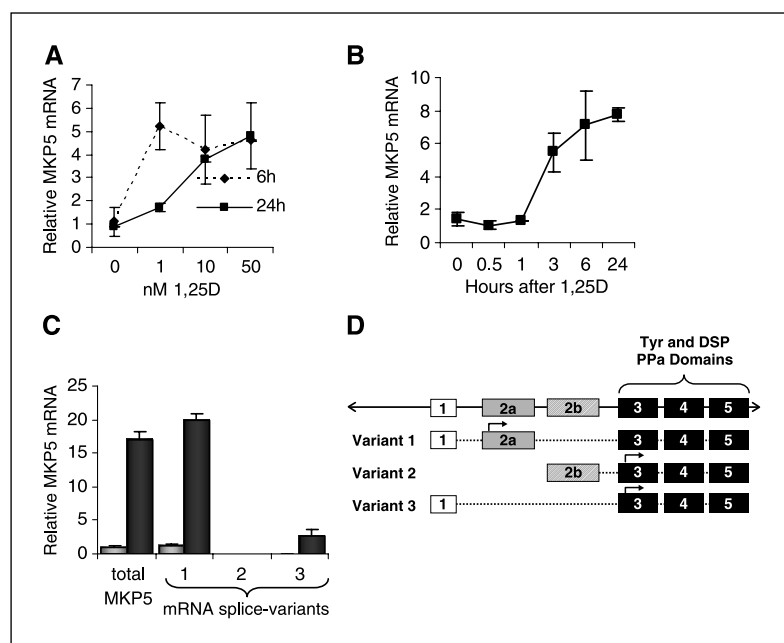 A
Relative MKP5 mRNA
7
6
5
4
3
2
1
0
0 1 10 50
nM 1,25D
6h
24h
B
Relative MKP5 mRNA
10
8
6
4
2
0
0 0.5 1 3 6 24
Hours after 1,25D
C
Relative MKP5 mRNA
25
20
15
10
5
0
total
MKP5
1 2 3
mRNA splice-variants
D
Tyr and DSP
PPa Domains
1 2a 2b 3 4 5
Variant 1 1 2a 3 4 5
Variant 2 2b 3 4 5
Variant 3 1 3 4 5